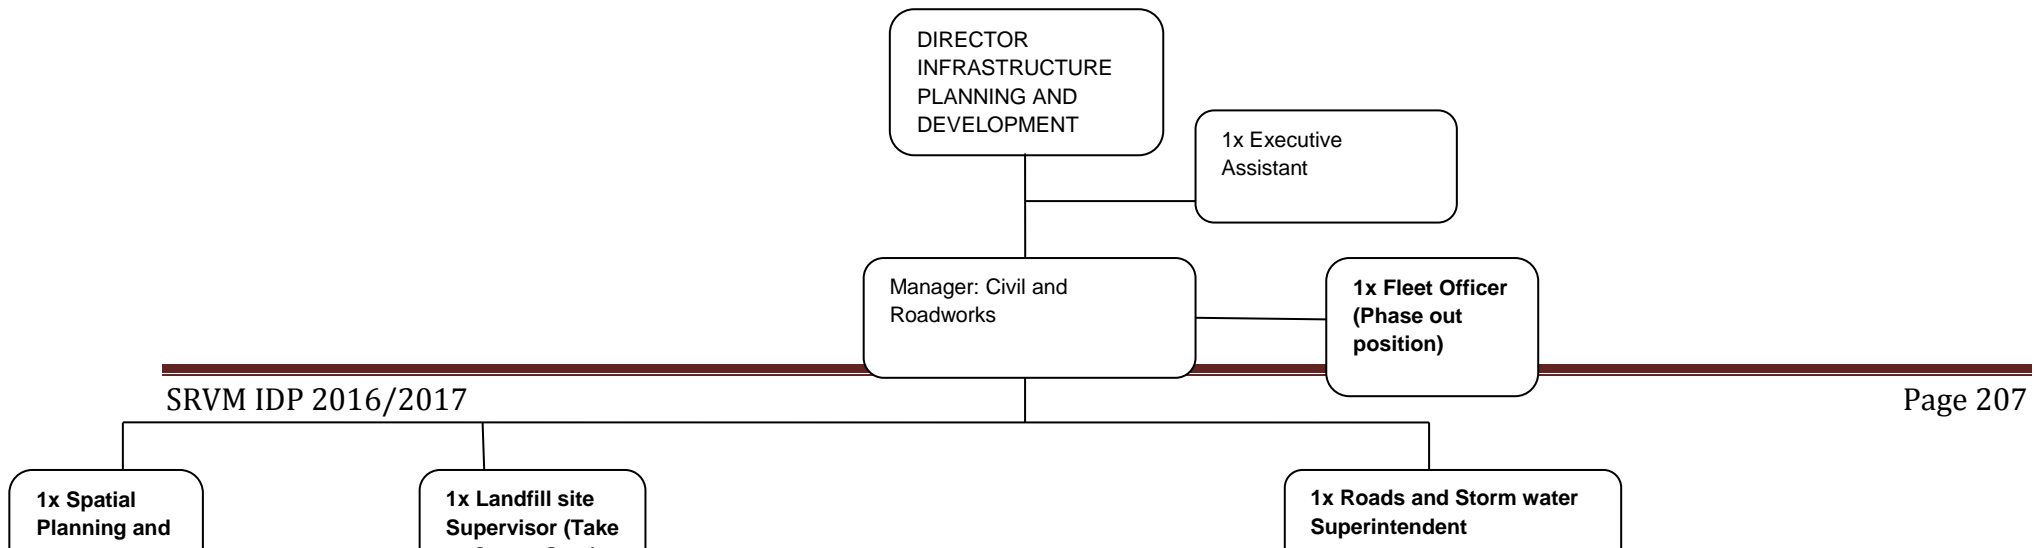 DIRECTOR
INFRASTRUCTURE
PLANNING AND
DEVELOPMENT
1x Executive
Assistant
Manager: Civil and
Roadworks
1x Fleet Officer
(Phase out
position)
SRVM IDP 2016/2017
Page 207
1x Spatial
Planning and
1x Landfill site
Supervisor (Take
1x Roads and Storm water
Superintendent